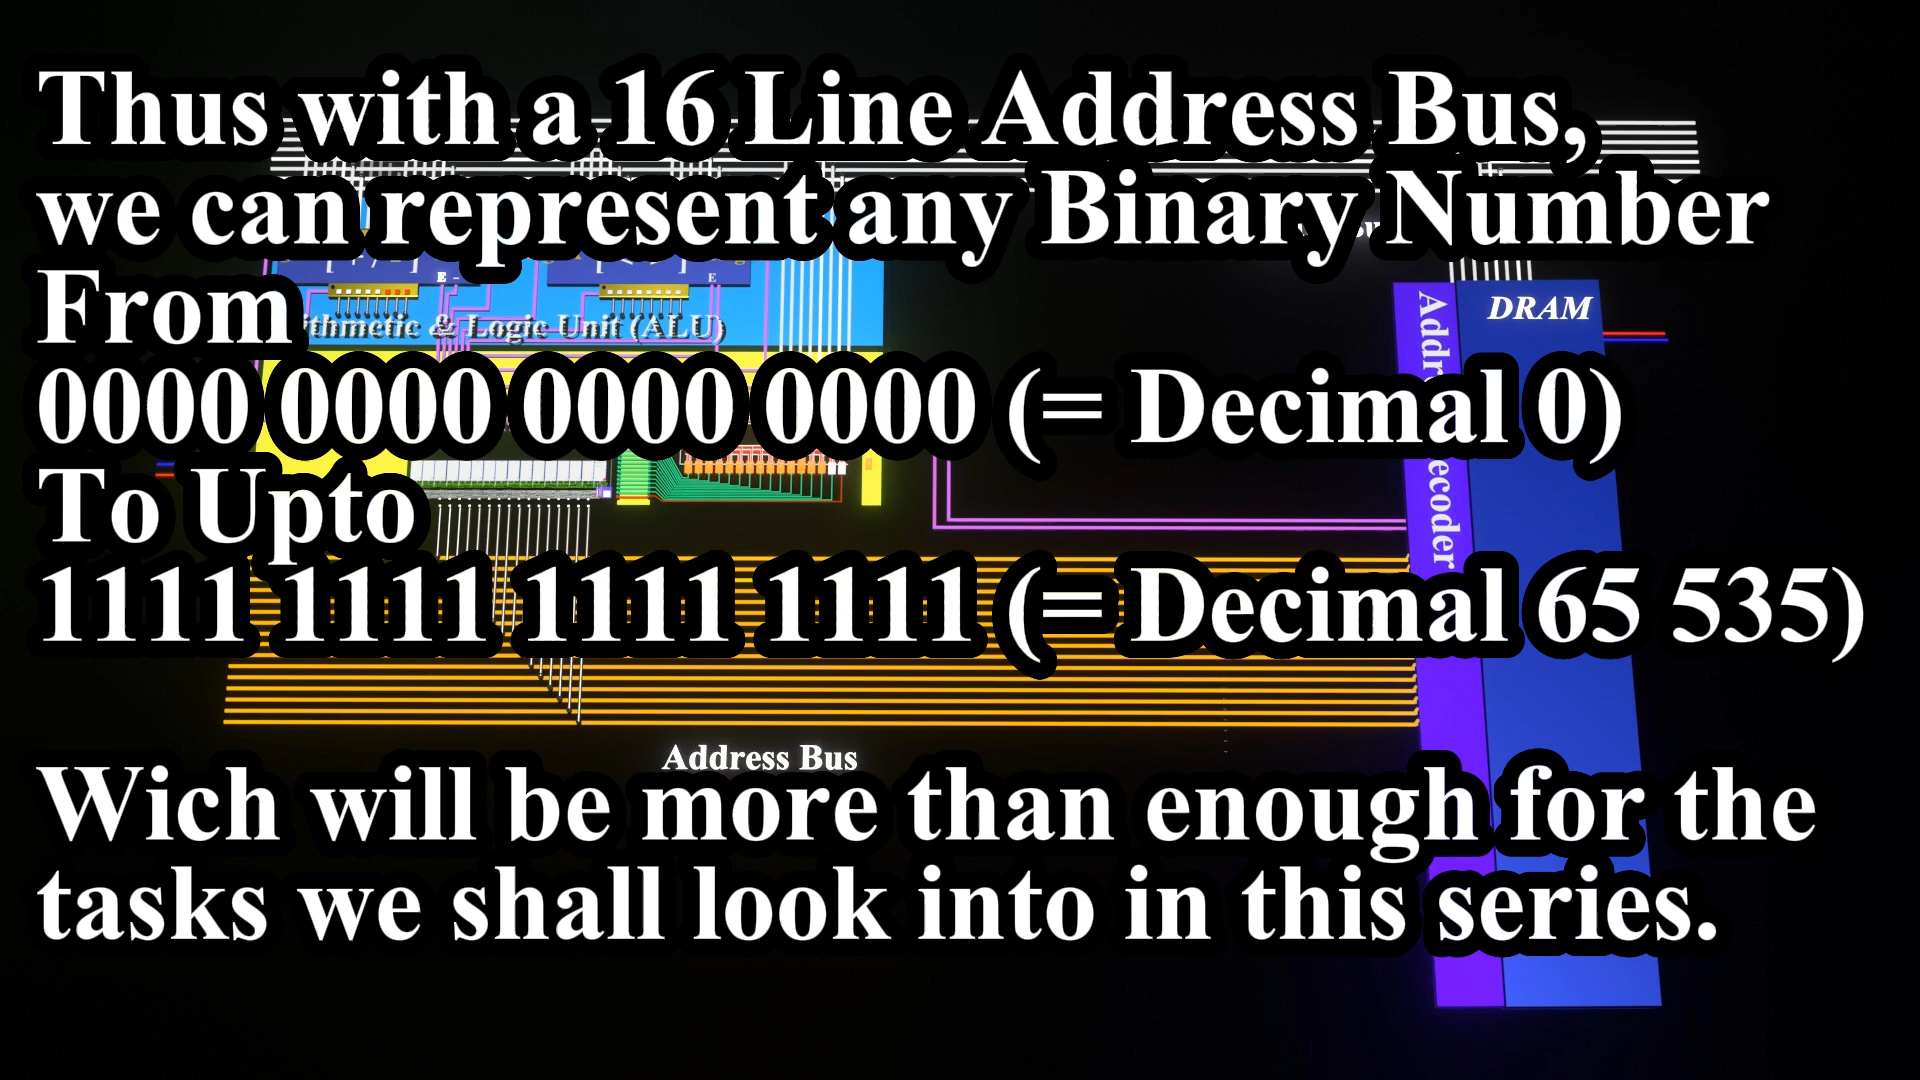 Thus with a 16 Line Address Bus,
we can represent any Binary Number
From
0000 0000 0000 0000 (= Decimal 0)
To Upto
1111 1111 1111 1111 (= Decimal 65 535)
Wich will be more than enough for the
tasks we shall look into in this series.
& Logic Unit (ALU)
DRAM
Address Bus